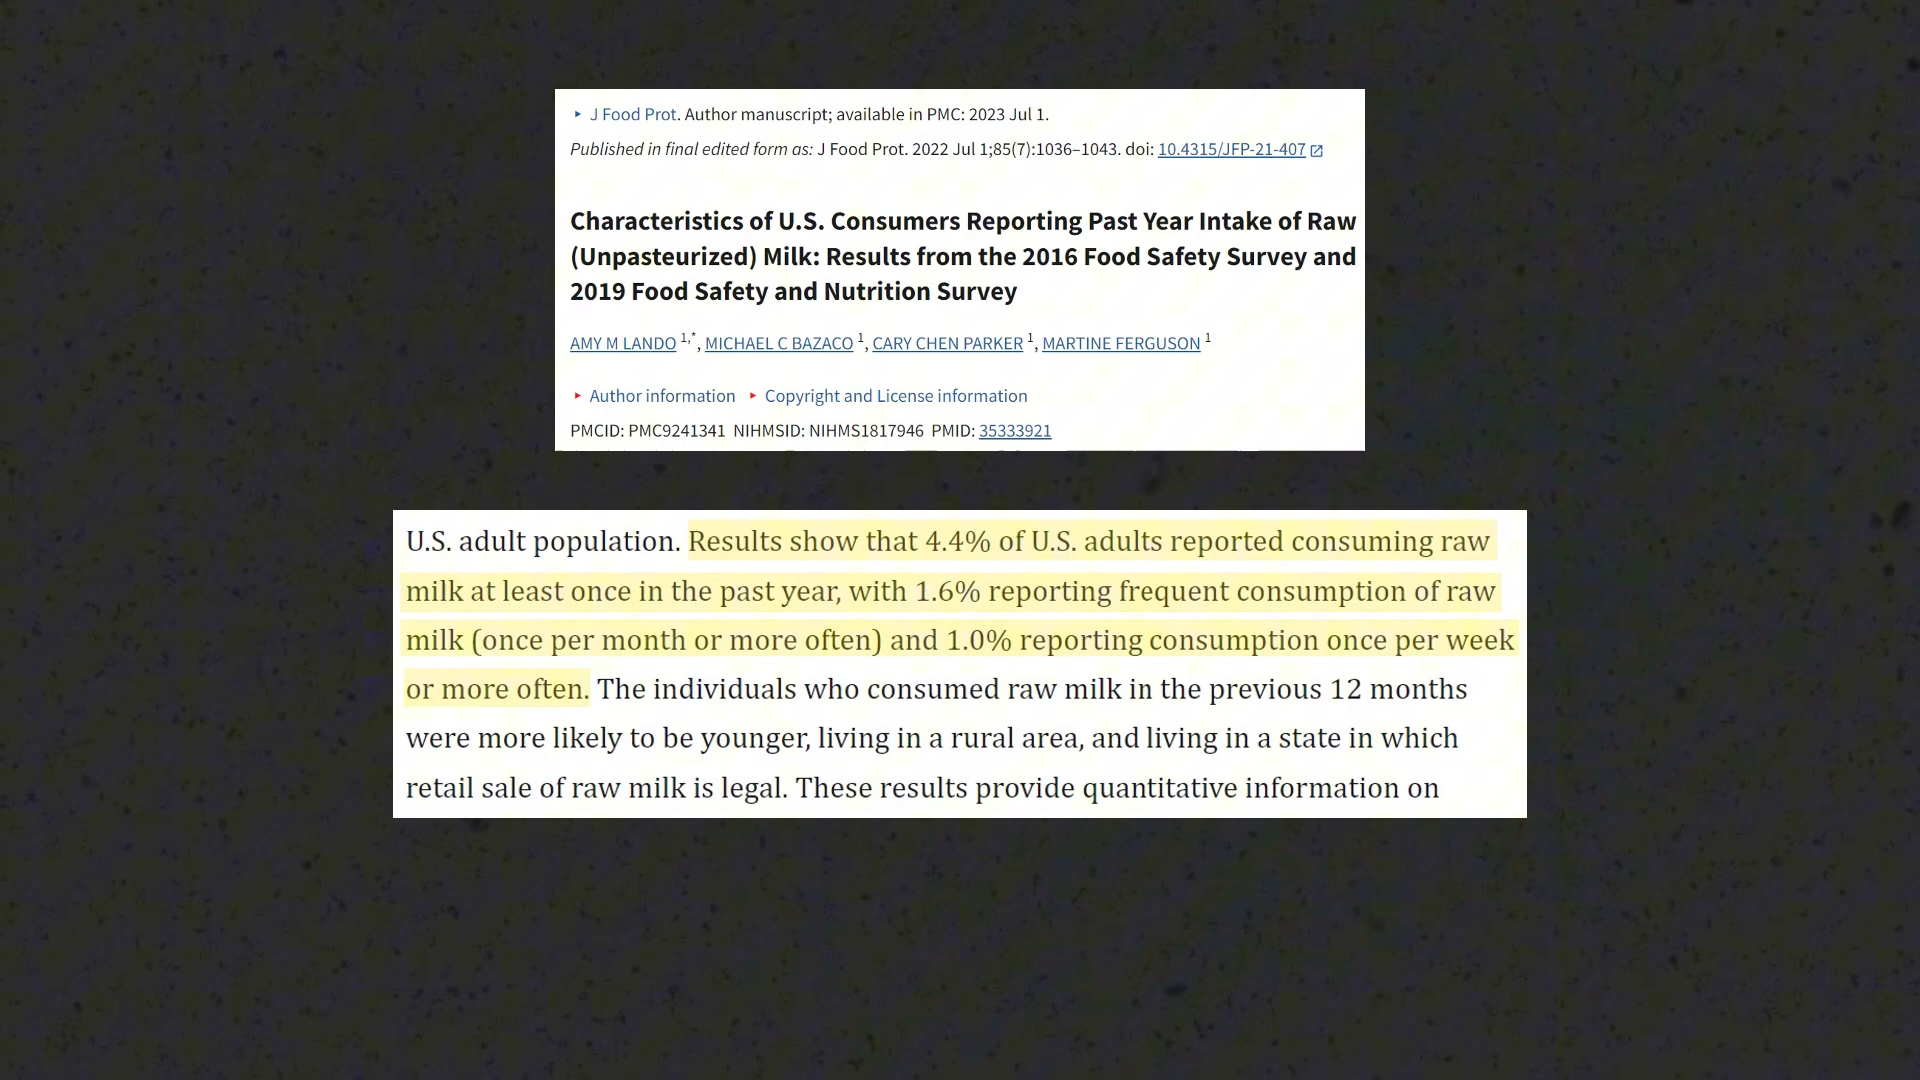 ‣ J Food Prot. Author manuscript; available in PMC: 2023 Jul 1.
Published in final edited form as: J Food Prot. 2022 Jul 1;85(7):1036–1043. doi: 10.4315/JFP-21-407
Characteristics of U.S. Consumers Reporting Past Year Intake of Raw
(Unpasteurized) Milk: Results from the 2016 Food Safety Survey and
2019 Food Safety and Nutrition Survey
AMY M LANDO 1,*, MICHAEL C BAZACO 1, CARY CHEN PARKER 1, MARTINE FERGUSON 1
‣ Author information ‣ Copyright and License information
PMCID: PMC9241341 NIHMSID: NIHMS1817946 PMID: 35333921
U.S. adult population. Results show that 4.4% of U.S. adults reported consuming raw
milk at least once in the past year, with 1.6% reporting frequent consumption of raw
milk (once per month or more often) and 1.0% reporting consumption once per week
or more often. The individuals who consumed raw milk in the previous 12 months
were more likely to be younger, living in a rural area, and living in a state in which
retail sale of raw milk is legal. These results provide quantitative information on